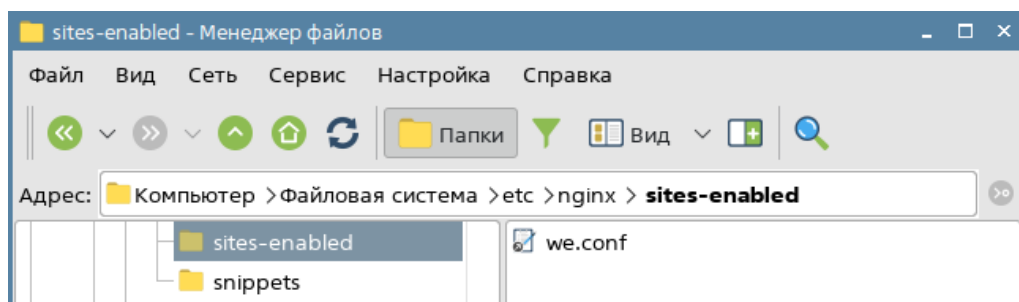 sites-enabled - Менеджер файлов
Файл Вид Сеть Сервис Настройка Справка
Папки Вид
Адрес: Компьютер >Файловая система >etc >nginx > sites-enabled
sites-enabled we.conf
snippets